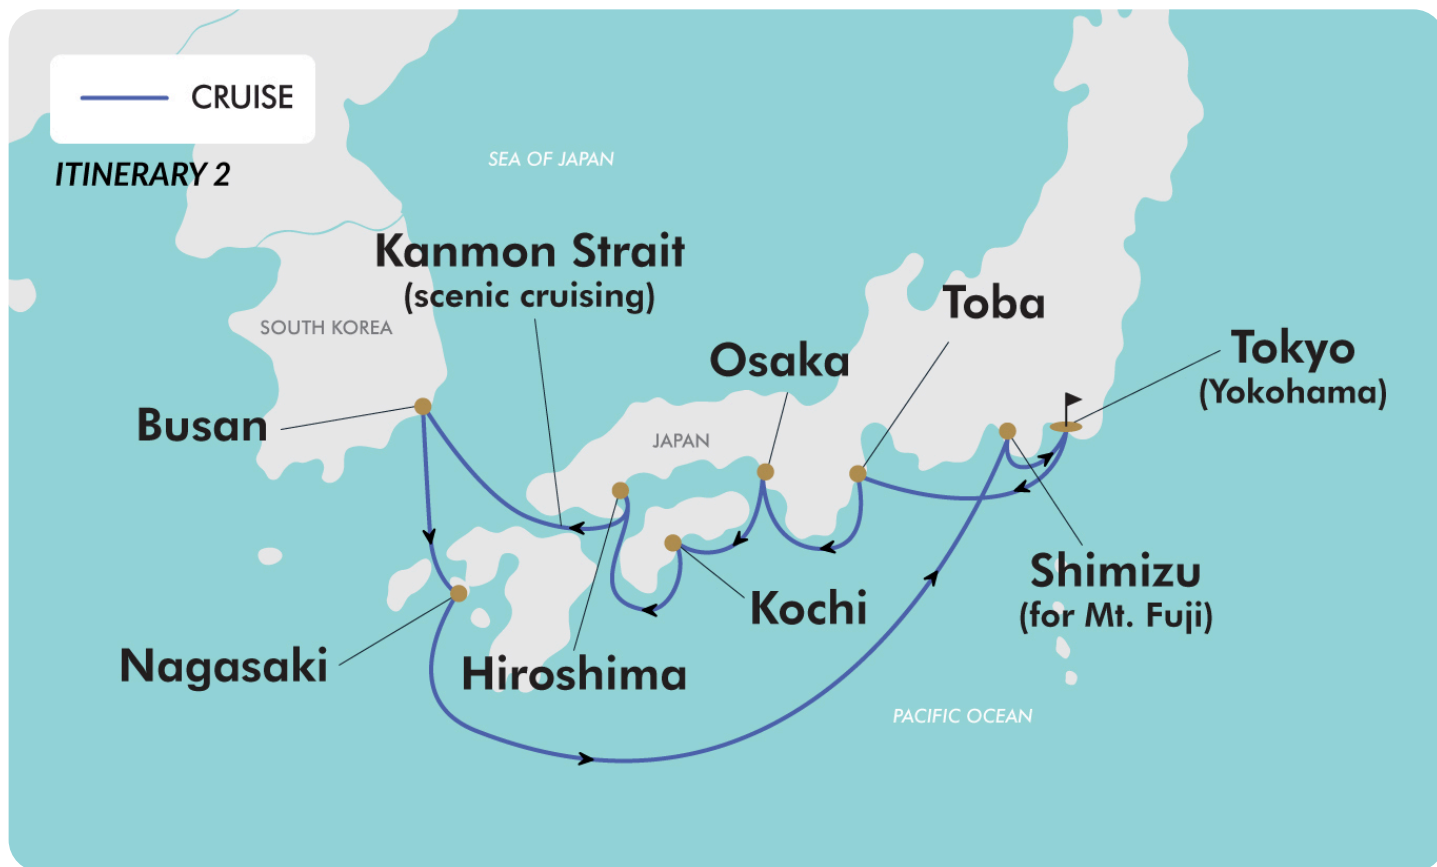 CRUISE
ITINERARY 2
SEA OF JAPAN
Kanmon Strait
(scenic cruising)
SOUTH KOREA
Toba
Osaka
Tokyo
(Yokohama)
Busan
JAPAN
Shimizu
(for Mt. Fuji)
Kochi
Nagasaki
Hiroshima
PACIFIC OCEAN